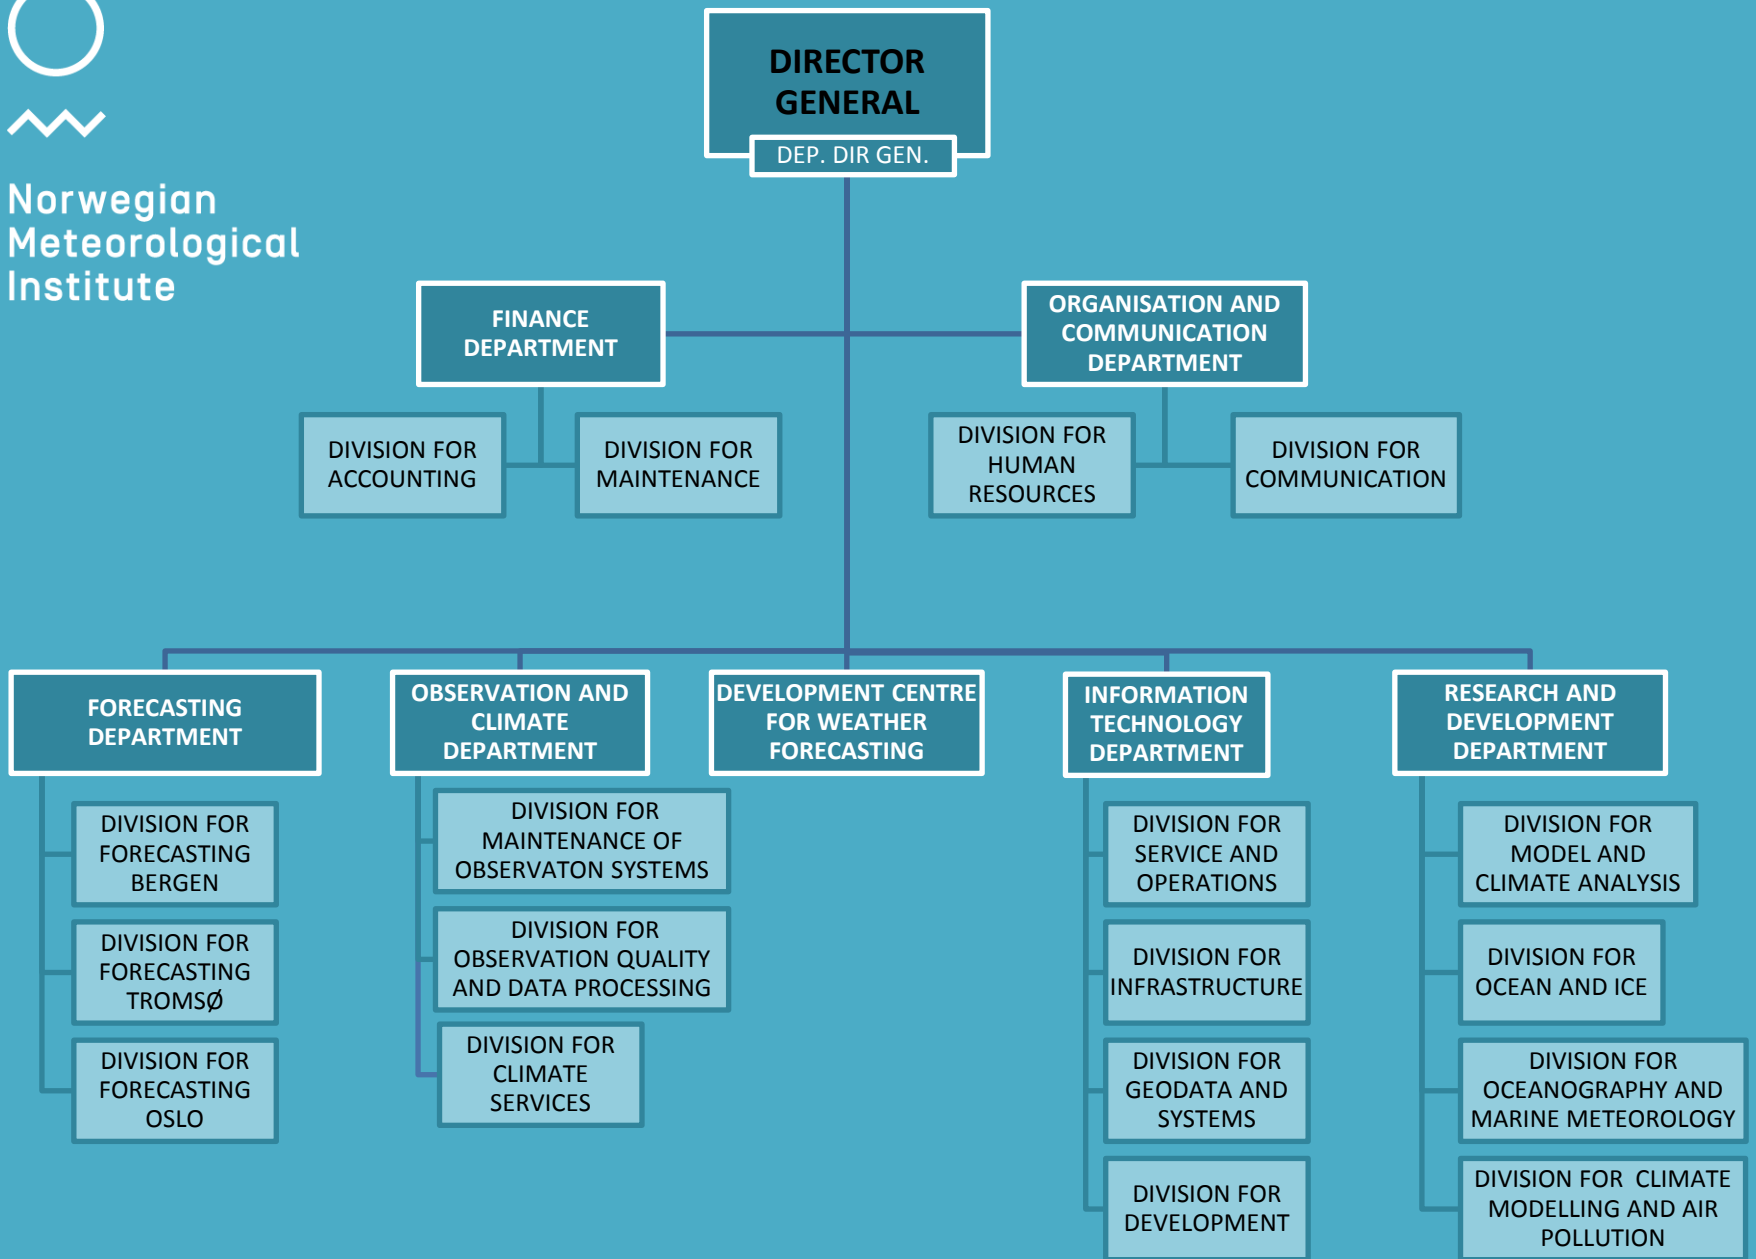 Norwegian
Meteorological
Institute
DIRECTOR
GENERAL
DEP. DIR GEN.
FINANCE
DEPARTMENT
ORGANISATION AND
COMMUNICATION
DEPARTMENT
DIVISION FOR
ACCOUNTING
DIVISION FOR
MAINTENANCE
DIVISION FOR
HUMAN
RESOURCES
DIVISION FOR
COMMUNICATION
FORECASTING
DEPARTMENT
DIVISION FOR
FORECASTING
BERGEN
DIVISION FOR
FORECASTING
TROMSØ
DIVISION FOR
FORECASTING
OSLO
OBSERVATION AND
CLIMATE
DEPARTMENT
DIVISION FOR
MAINTENANCE OF
OBSERVATON SYSTEMS
DIVISION FOR
OBSERVATION QUALITY
AND DATA PROCESSING
DIVISION FOR
CLIMATE
SERVICES
DEVELOPMENT CENTRE
FOR WEATHER
FORECASTING
INFORMATION
TECHNOLOGY
DEPARTMENT
DIVISION FOR
SERVICE AND
OPERATIONS
DIVISION FOR
INFRASTRUCTURE
DIVISION FOR
GEODATA AND
SYSTEMS
DIVISION FOR
DEVELOPMENT
RESEARCH AND
DEVELOPMENT
DEPARTMENT
DIVISION FOR
MODEL AND
CLIMATE ANALYSIS
DIVISION FOR
OCEAN AND ICE
DIVISION FOR
OCEANOGRAPHY AND
MARINE METEOROLOGY
DIVISION FOR CLIMATE
MODELLING AND AIR
POLLUTION